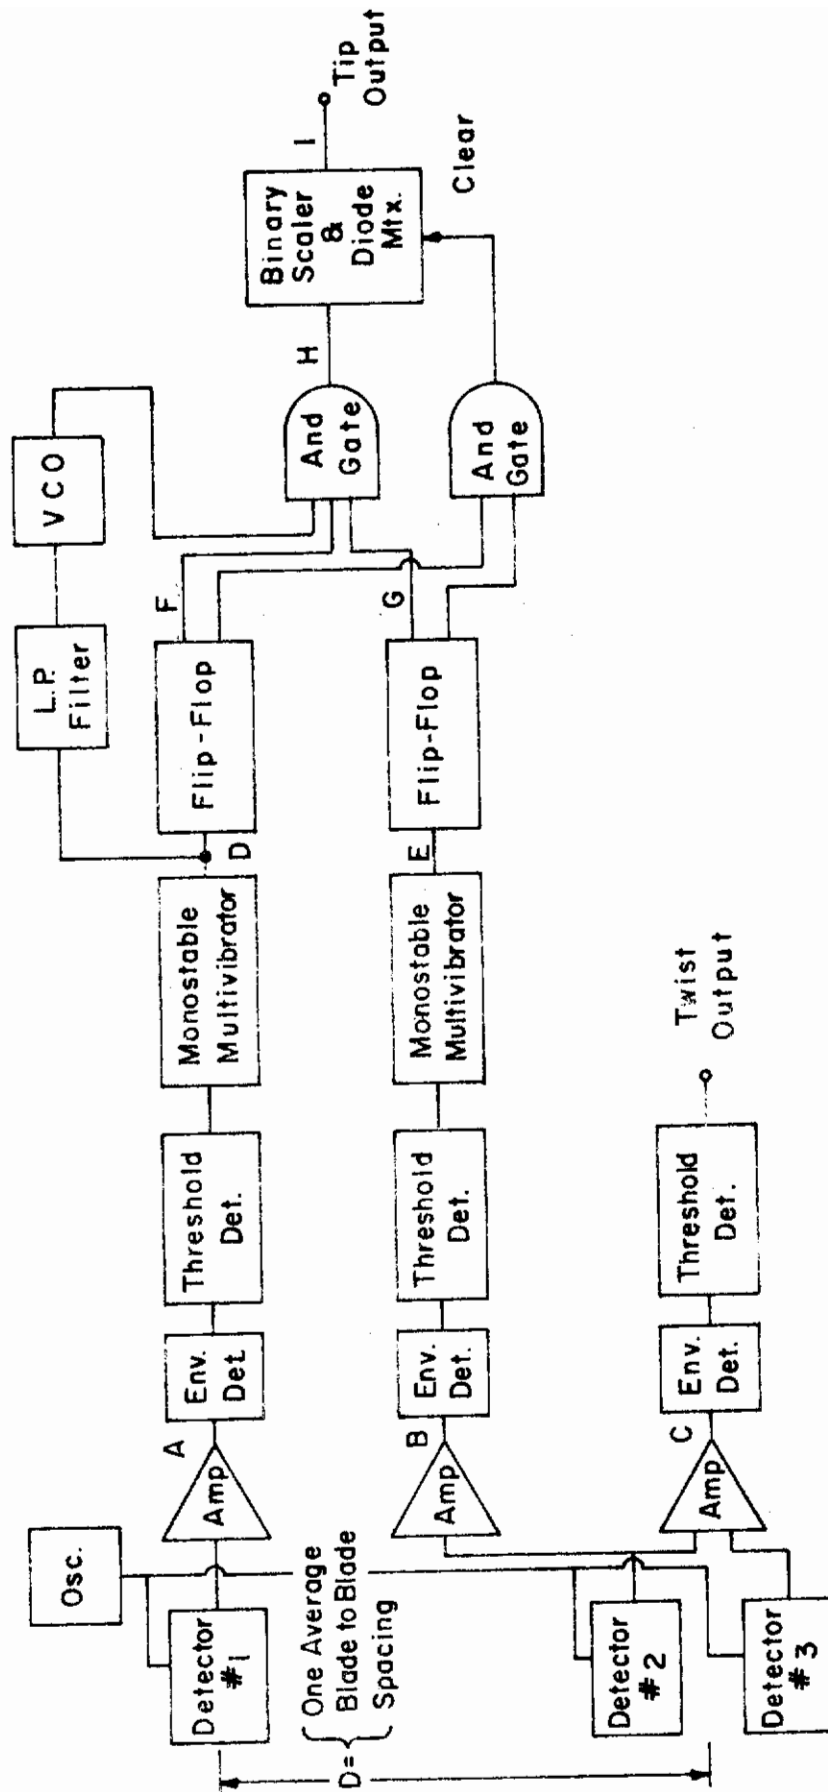 Osc.
Detector
#1
D =
One Average
Blade to Blade
Spacing
Detector
#2
Detector
#3
A
Amp
Env.
Det.
Threshold
Det.
Monostable
Multivibrator
D
Flip-Flop
L.P.
Filter
VCO
F
B
Amp
Env.
Det.
Threshold
Det.
Monostable
Multivibrator
E
Flip-Flop
G
And
Gate
H
Binary
Scaler
&
Diode
Mtx.
I
Tip
Output
And
Gate
Clear
C
Amp
Env.
Det.
Threshold
Det.
Twist
Output